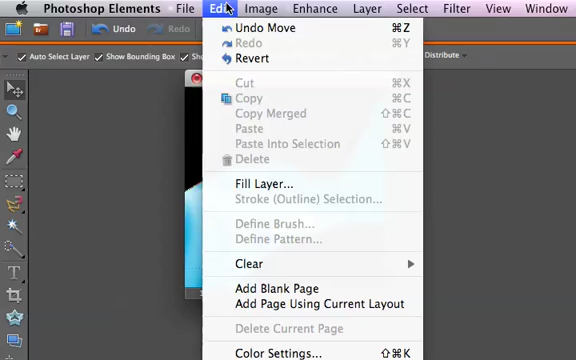 Photoshop Elements File Edit Image Enhance Layer Select Filter View Window
Undo Redo
Auto Select Layer Show Bounding Box Distribute
Undo Move ⌘Z
Redo ⌘Y
Revert
Cut ⌘X
Copy ⌘C
Copy Merged ⇧⌘C
Paste ⌘V
Paste Into Selection ⇧⌘V
Delete
Fill Layer...
Stroke (Outline) Selection...
Define Brush...
Define Pattern...
Clear
Add Blank Page
Add Page Using Current Layout
Delete Current Page
Color Settings... ⇧⌘K